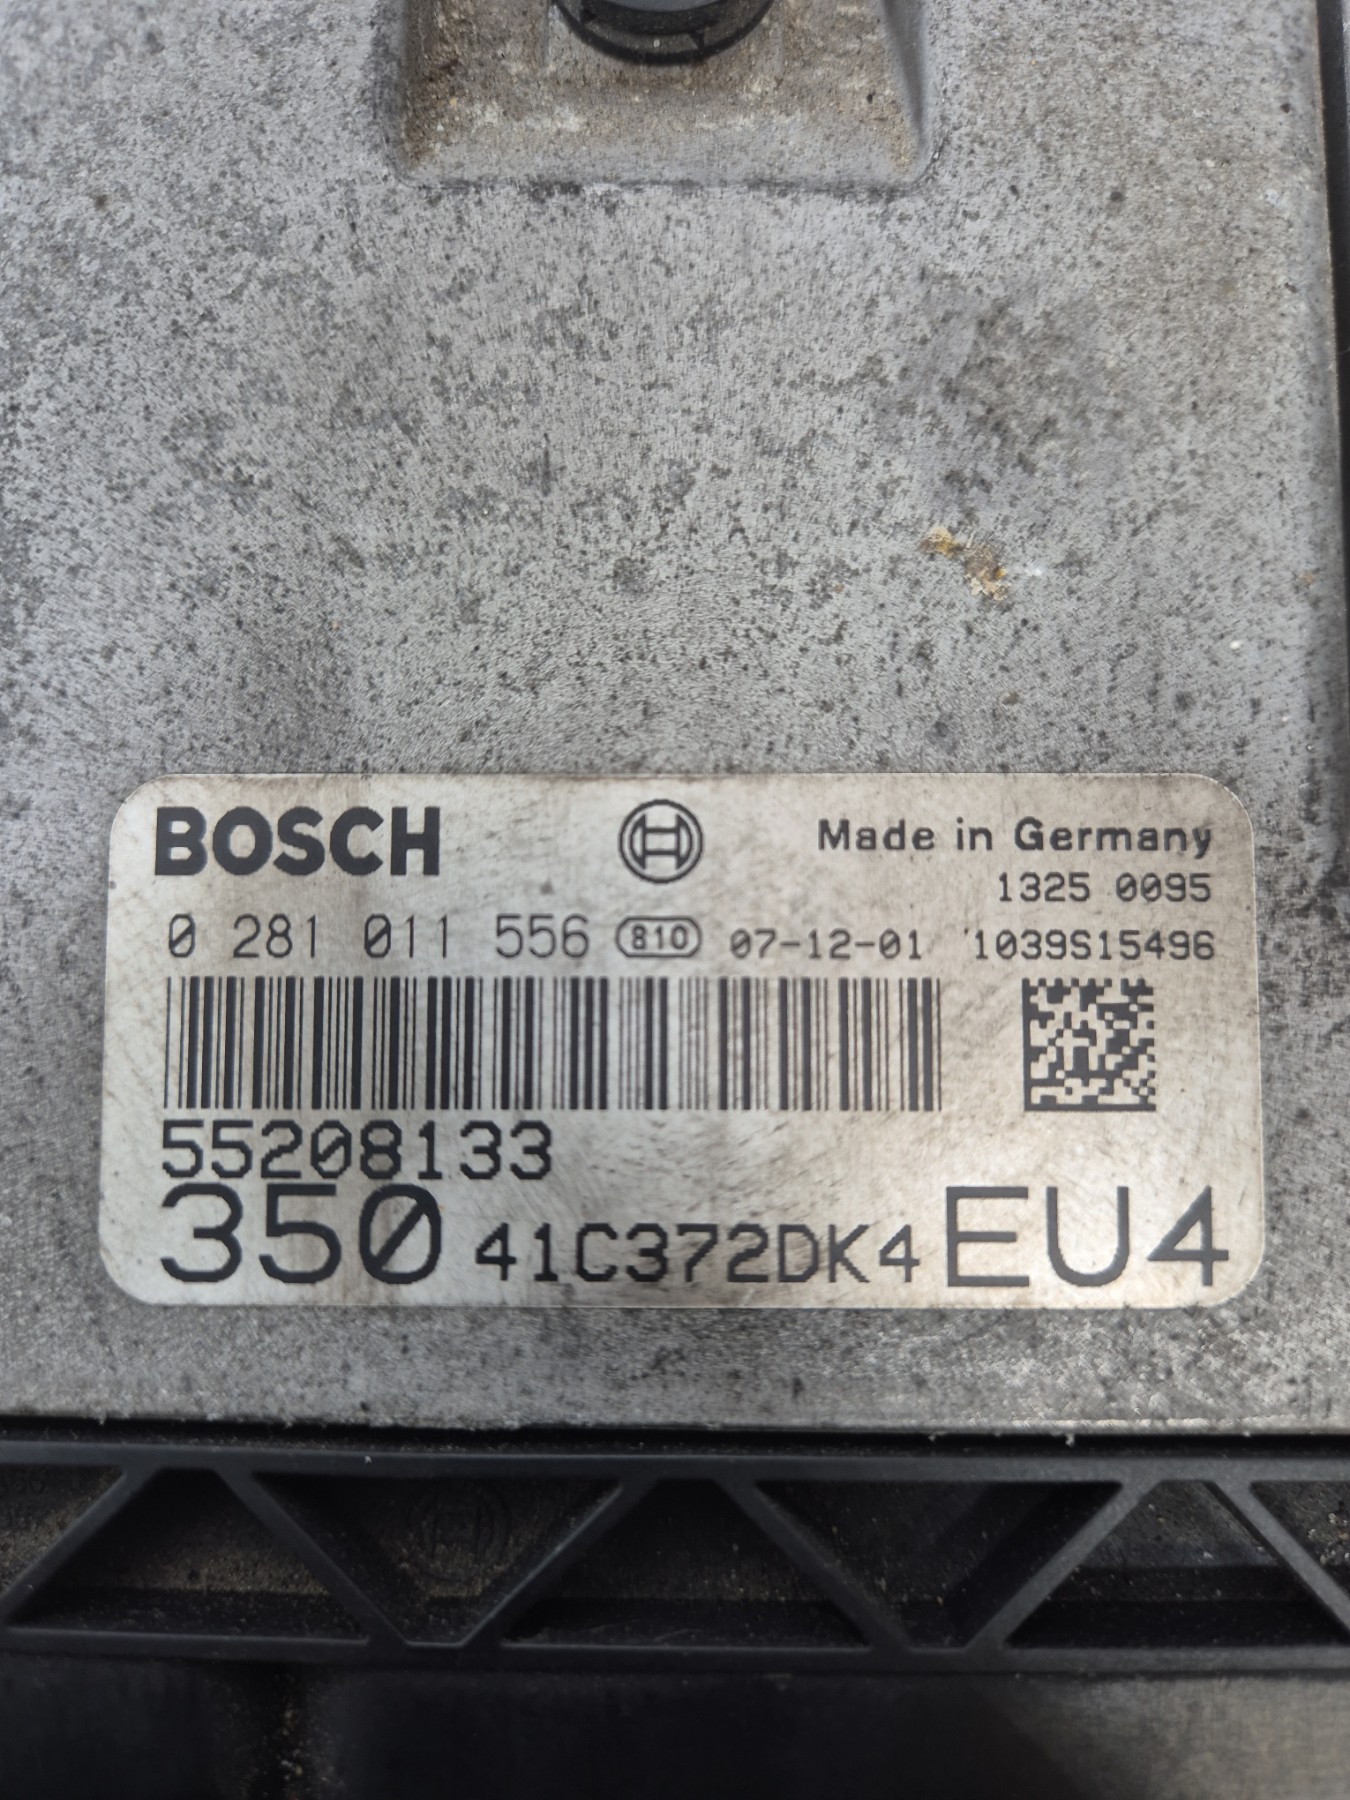 BOSCH
Made in Germany
1325 0095
0 281 011 556 810 07-12-01 1039S15496
55208133
350 41C372DK4 EU4